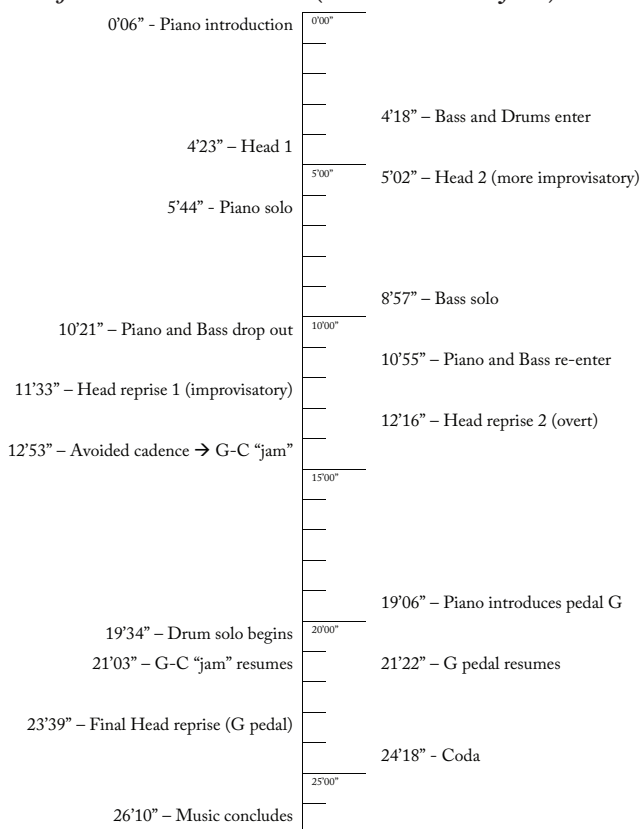 0’06” - Piano introduction
0'00"
4’18” – Bass and Drums enter
4’23” – Head 1
5'00"
5’02” – Head 2 (more improvisatory)
5’44” - Piano solo
8’57” – Bass solo
10'00"
10’21” – Piano and Bass drop out
10’55” – Piano and Bass re-enter
11’33” – Head reprise 1 (improvisatory)
12’16” – Head reprise 2 (overt)
12’53” – Avoided cadence → G-C “jam”
15'00"
19’06” – Piano introduces pedal G
20'00"
19’34” – Drum solo begins
21’03” – G-C “jam” resumes
21’22” – G pedal resumes
23’39” – Final Head reprise (G pedal)
24’18” - Coda
25'00"
26’10” – Music concludes